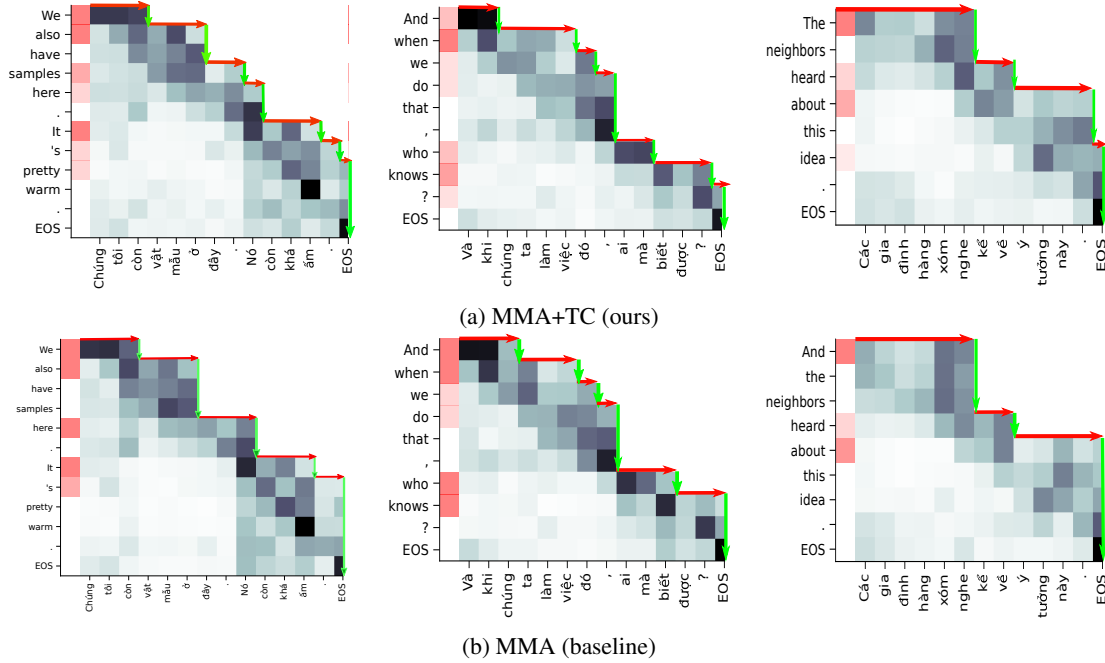 We
also
have
samples
here
.
It
's
pretty
warm
.
EOS
Chúng
tôi
còn
vật
mẫu
ở
đây
.
Nó
còn
khá
ấm
.
EOS
And
when
we
do
that
,
who
knows
?
EOS
Và
khi
chúng
ta
làm
việc
đó
,
ai
mà
biết
được
?
EOS
The
neighbors
heard
about
this
idea
.
EOS
Các
gia
đình
hàng
xóm
nghe
kể
về
ý
tưởng
này
.
EOS
(a) MMA+TC (ours)
We
also
have
samples
here
.
It
's
pretty
warm
.
EOS
Chúng
tôi
còn
vật
mẫu
ở
đây
.
Nó
còn
khá
ấm
.
EOS
And
when
we
do
that
,
who
knows
?
EOS
Và
khi
chúng
ta
làm
việc
đó
,
ai
mà
biết
được
?
EOS
And
the
neighbors
heard
about
this
idea
.
EOS
Các
gia
đình
hàng
xóm
nghe
kể
về
ý
tưởng
này
.
EOS
(b) MMA (baseline)